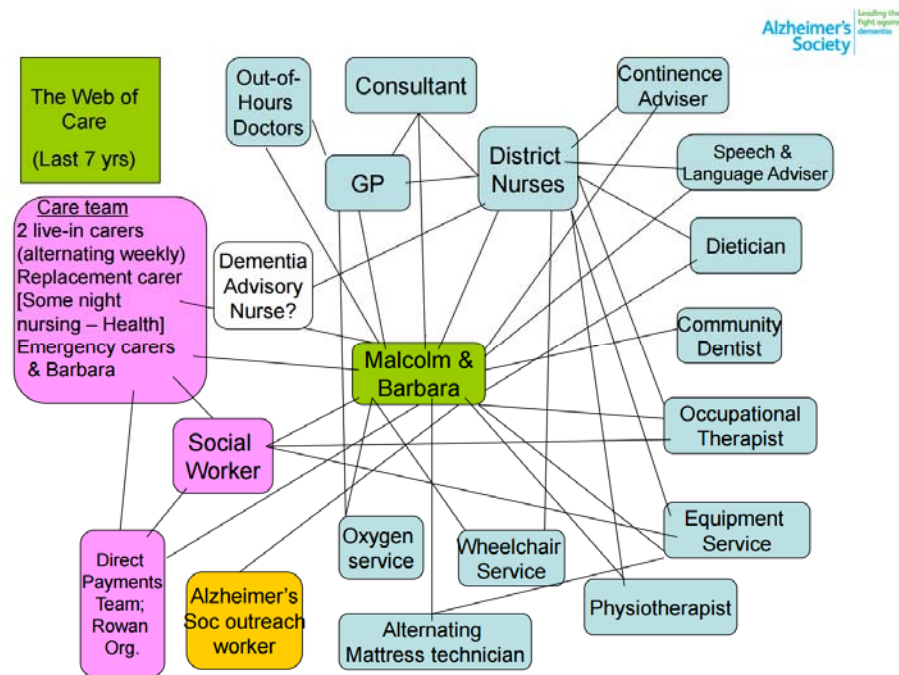 Alzheimer's
Society
Leading the
fight against
dementia
The Web of
Care
(Last 7 yrs)
Out-of-
Hours
Doctors
Consultant
Continence
Adviser
GP
District
Nurses
Speech &
Language Adviser
Care team
2 live-in carers
(alternating weekly)
Replacement carer
[Some night
nursing – Health]
Emergency carers
& Barbara
Dementia
Advisory
Nurse?
Dietician
Malcolm &
Barbara
Community
Dentist
Social
Worker
Occupational
Therapist
Direct
Payments
Team;
Rowan
Org.
Alzheimer's
Soc outreach
worker
Oxygen
service
Wheelchair
Service
Equipment
Service
Alternating
Mattress technician
Physiotherapist